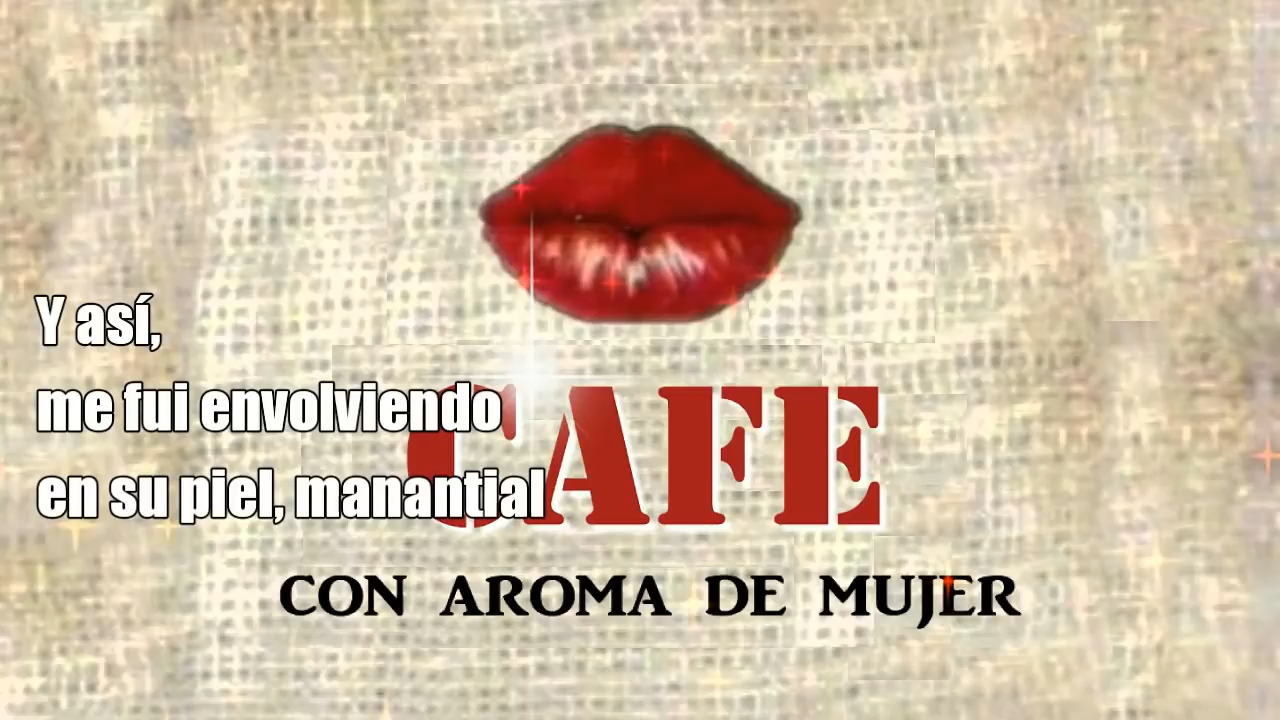 Y así,
me fui envolviendo
en su piel, manantial
CAFE
CON AROMA DE MUJER